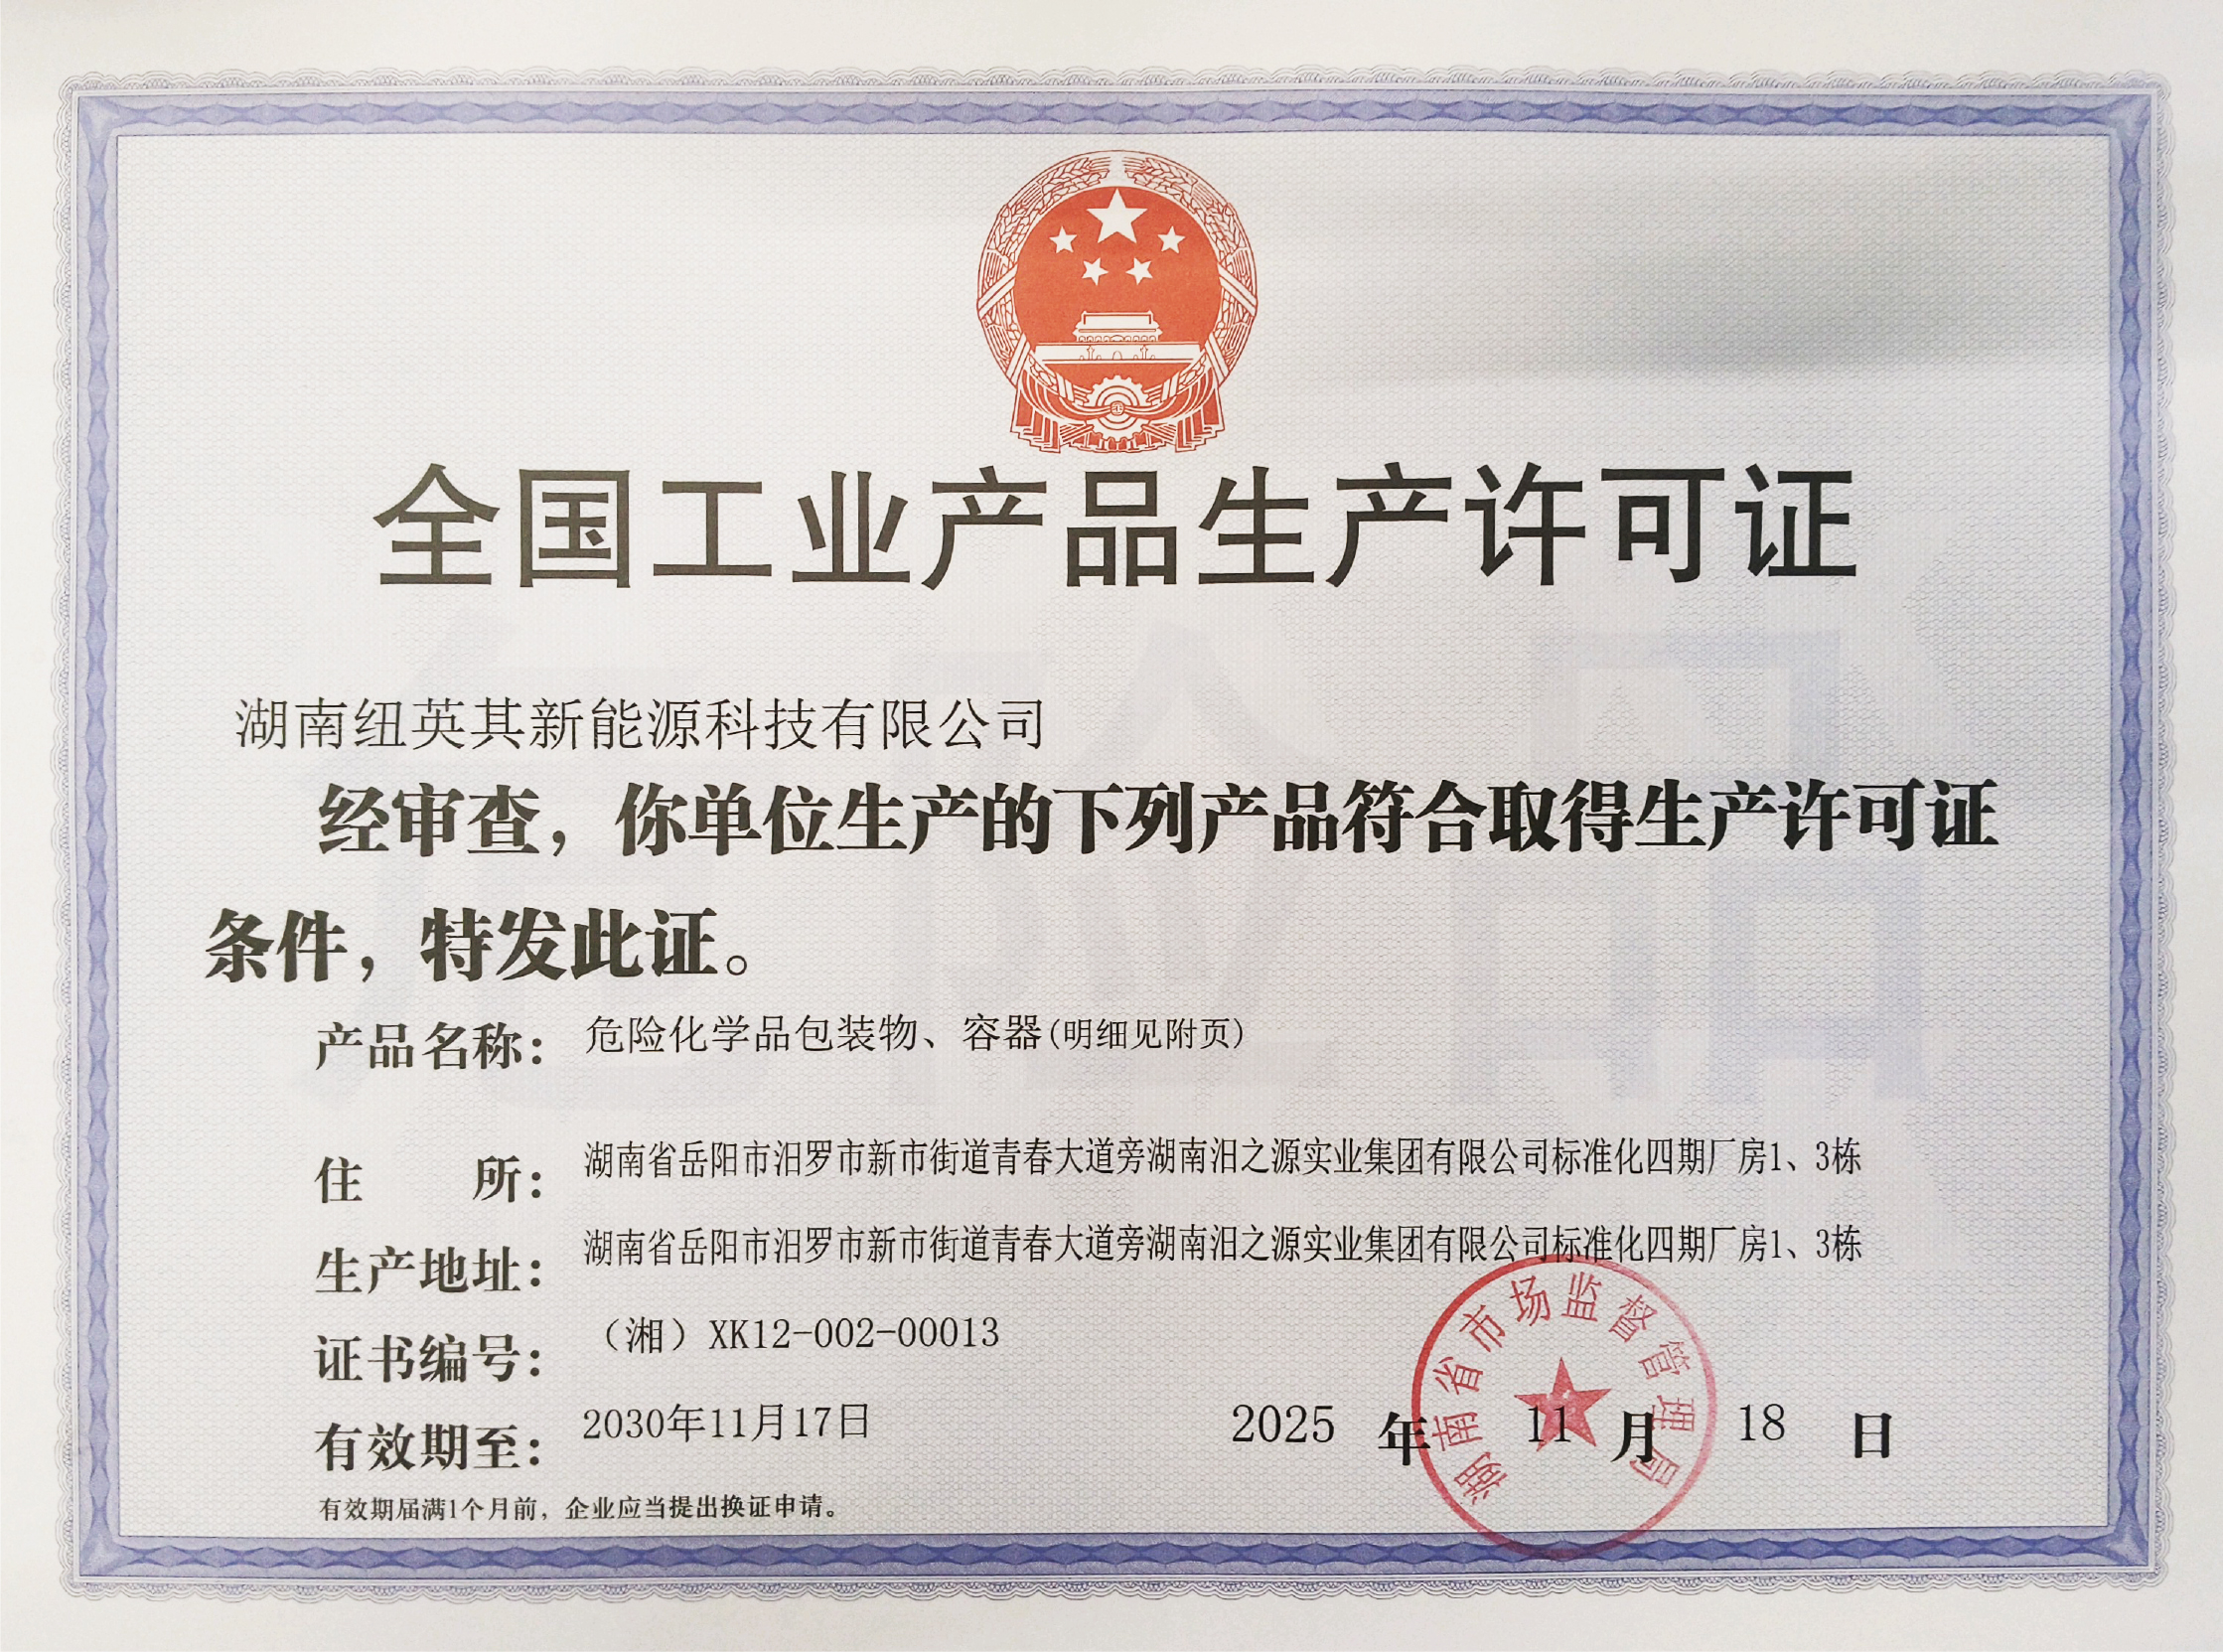 全国工业产品生产许可证
湖南纽英其新能源科技有限公司
经审查，你单位生产的下列产品符合取得生产许可证
条件，特发此证。
产品名称：危险化学品包装物、容器(明细见附页)
住　　所：湖南省岳阳市汨罗市新市街道青春大道旁湖南汨之源实业集团有限公司标准化四期厂房1、3栋
生产地址：湖南省岳阳市汨罗市新市街道青春大道旁湖南汨之源实业集团有限公司标准化四期厂房1、3栋
证书编号：（湘）XK12-002-00013
有效期至：2030年11月17日
2025 年 11 月 18 日
湖南省市场监督管理局
有效期届满1个月前，企业应当提出换证申请。
危险品